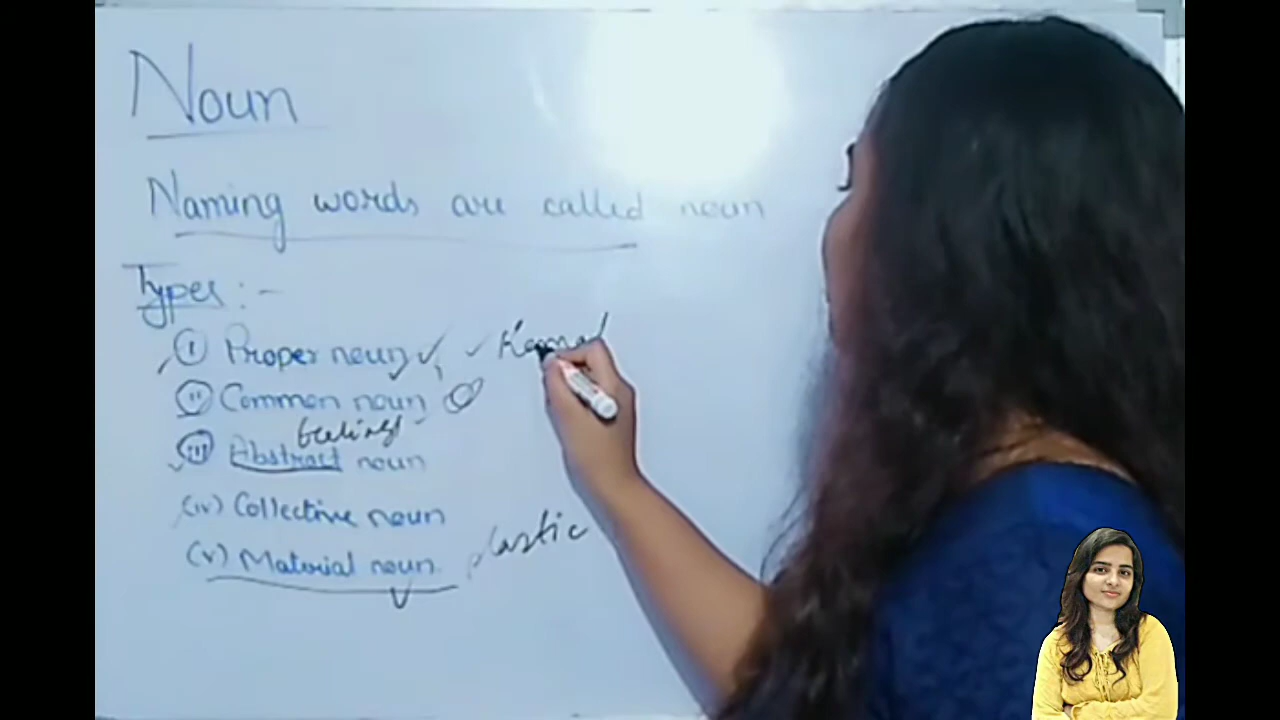 Noun
Naming words are called noun
Types :-
(i) Proper noun
(ii) Common noun
feelings
(iii) Abstract noun
(iv) Collective noun
(v) Material noun
plastic